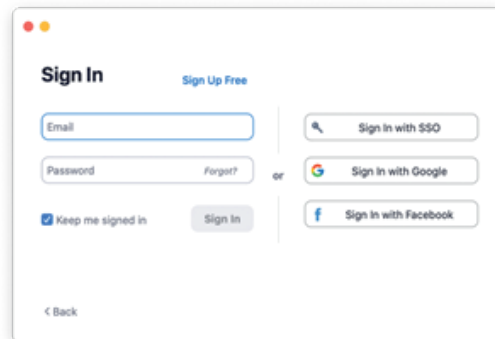 Sign In
Sign Up Free
Email
Password
Forgot?
Keep me signed in
Sign In
or
Sign In with SSO
Sign In with Google
Sign In with Facebook
< Back